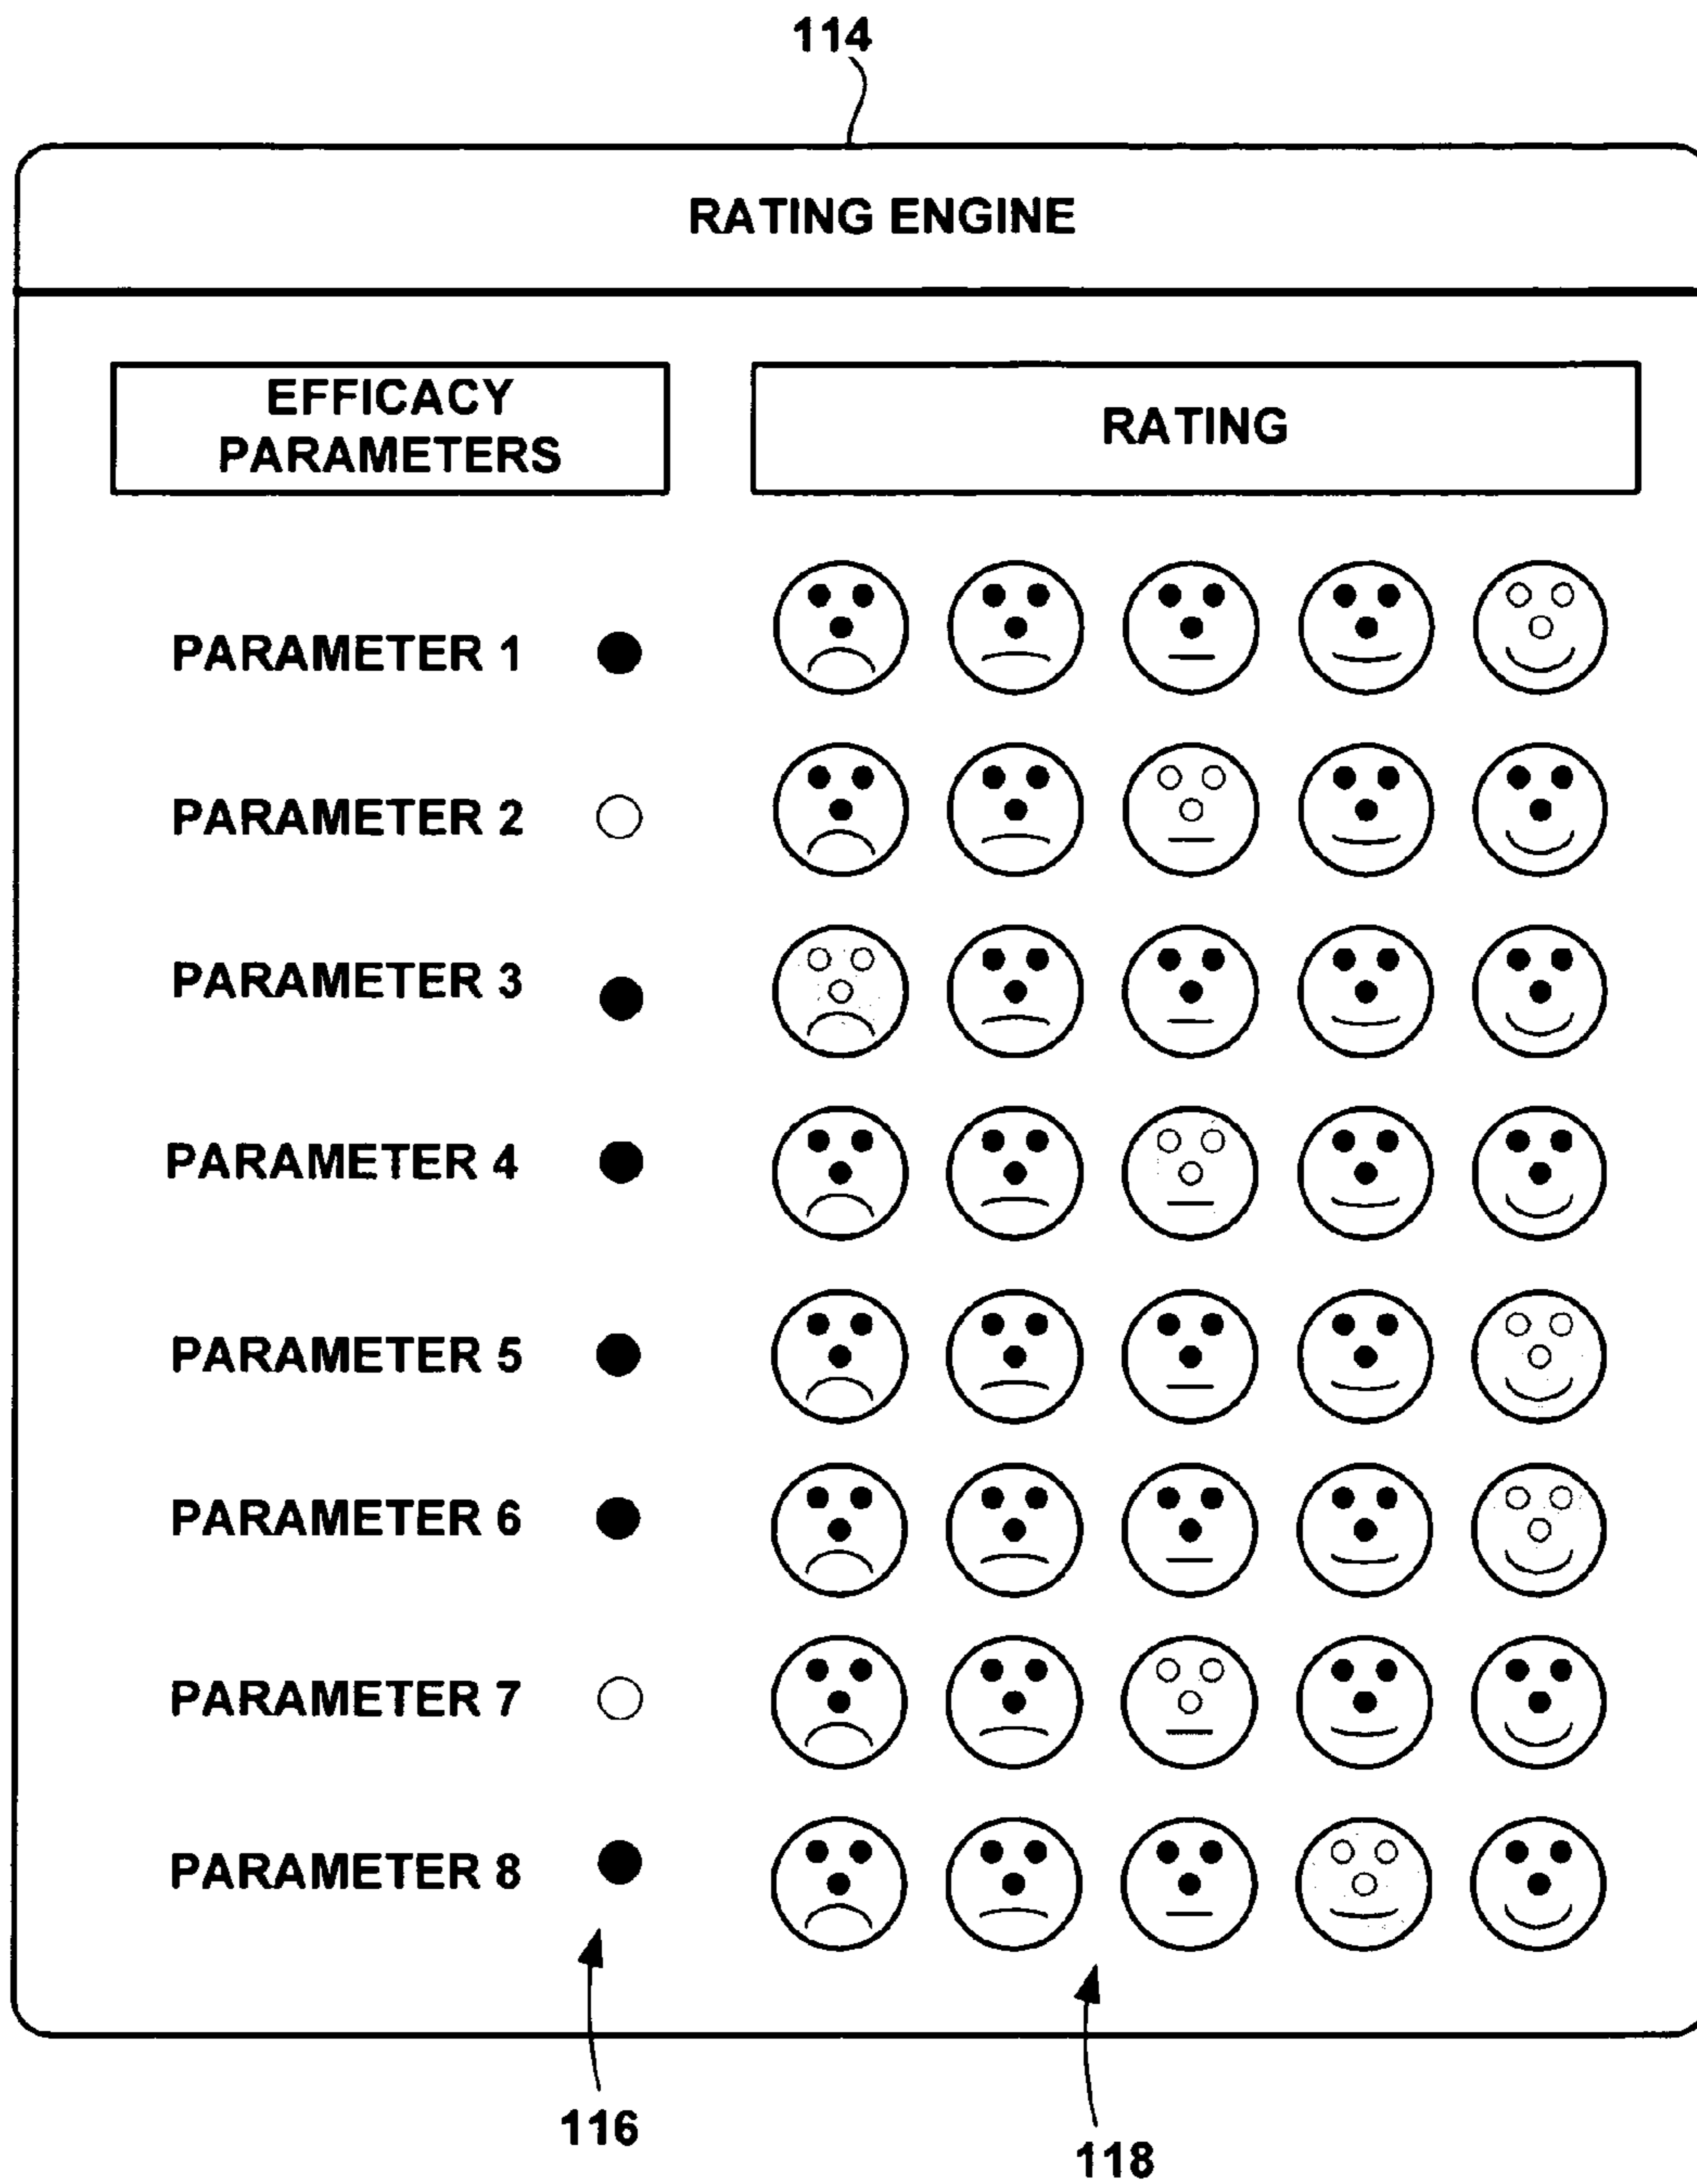 114
RATING ENGINE
EFFICACY
PARAMETERS
RATING
PARAMETER 1
PARAMETER 2
PARAMETER 3
PARAMETER 4
PARAMETER 5
PARAMETER 6
PARAMETER 7
PARAMETER 8
116
118